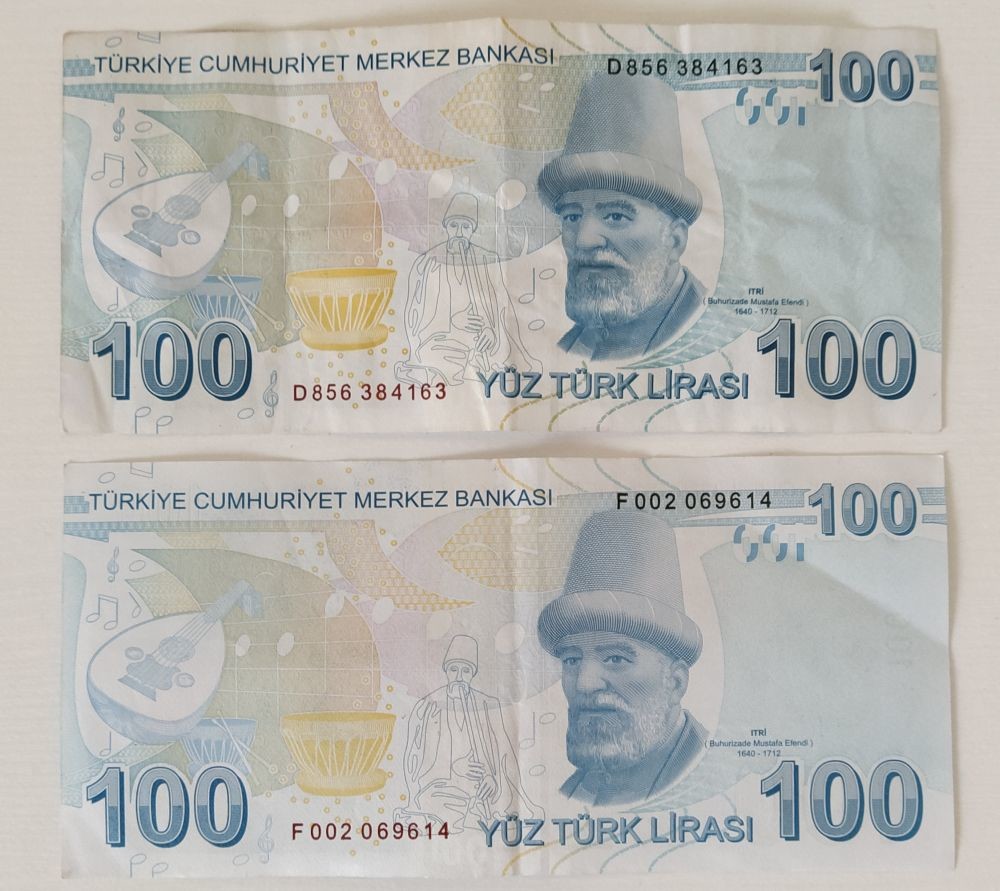 TÜRKİYE CUMHURİYET MERKEZ BANKASI
D856 384163
100
ITRİ
( Buhurizade Mustafa Efendi )
1640 - 1712
100
D856 384163
YÜZ TÜRK LİRASI
100
TÜRKİYE CUMHURİYET MERKEZ BANKASI
F002 069614
100
ITRİ
( Buhurizade Mustafa Efendi )
1640 - 1712
100
F002 069614
YÜZ TÜRK LİRASI
100